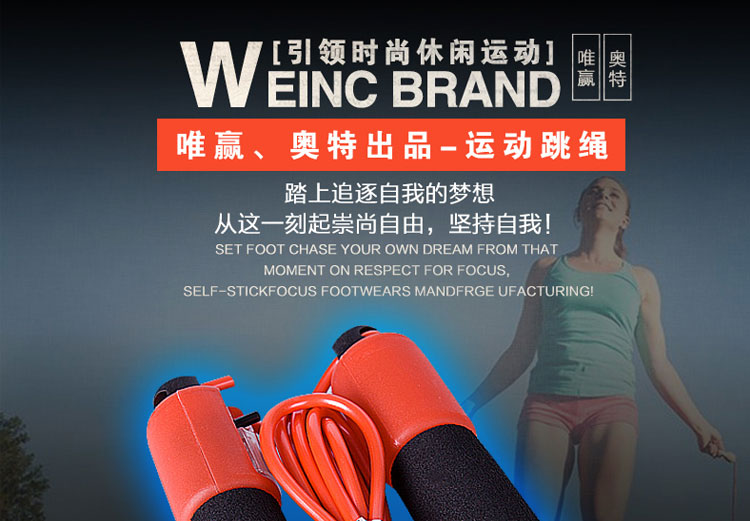 [引领时尚休闲运动]
WEINC BRAND
唯赢
奥特
唯赢、奥特出品-运动跳绳
踏上追逐自我的梦想
从这一刻起崇尚自由，坚持自我！
SET FOOT CHASE YOUR OWN DREAM FROM THAT
MOMENT ON RESPECT FOR FOCUS,
SELF-STICKFOCUS FOOTWEARS MANDFRGE UFACTURING!